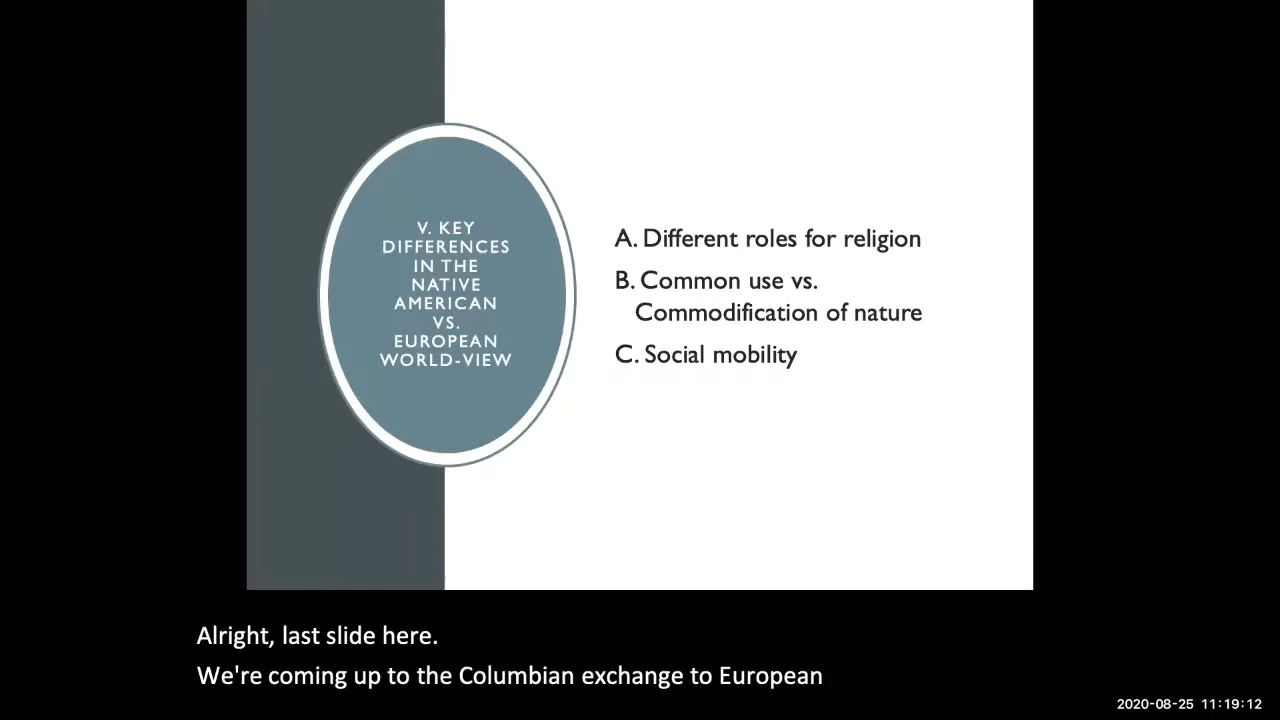 V. KEY
DIFFERENCES
IN THE
NATIVE
AMERICAN
VS.
EUROPEAN
WORLD-VIEW
A. Different roles for religion
B. Common use vs.
Commodification of nature
C. Social mobility
Alright, last slide here.
We're coming up to the Columbian exchange to European
2020-08-25 11:19:12